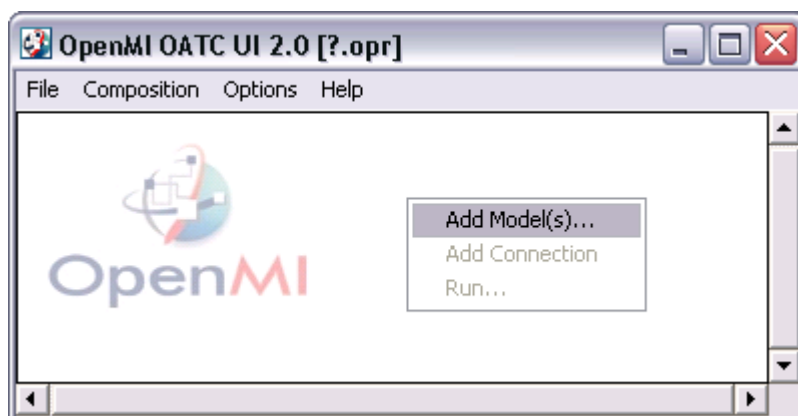 OpenMI OATC UI 2.0 [?.opr]
File Composition Options Help
OpenMI
Add Model(s)...
Add Connection
Run...